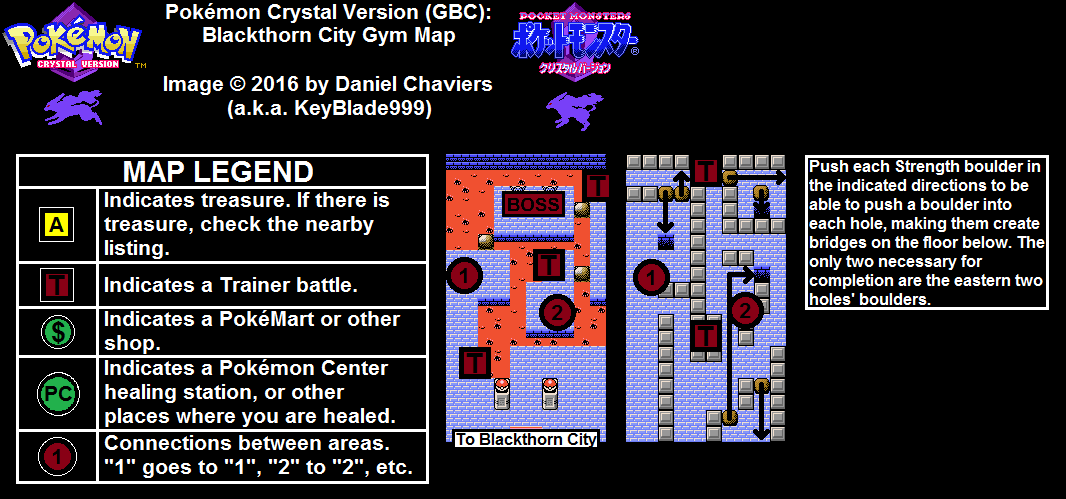 POKéMON
CRYSTAL VERSION
TM
Pokémon Crystal Version (GBC):
Blackthorn City Gym Map
Image © 2016 by Daniel Chaviers
(a.k.a. KeyBlade999)
POCKET MONSTERS
ポケットモンスター
®
クリスタルバージョン
MAP LEGEND
A
Indicates treasure. If there is
treasure, check the nearby
listing.
T
Indicates a Trainer battle.
$
Indicates a PokéMart or other
shop.
PC
Indicates a Pokémon Center
healing station, or other
places where you are healed.
1
Connections between areas.
"1" goes to "1", "2" to "2", etc.
T
BOSS
1
T
2
T
To Blackthorn City
T
1
2
T
Push each Strength boulder in
the indicated directions to be
able to push a boulder into
each hole, making them create
bridges on the floor below. The
only two necessary for
completion are the eastern two
holes' boulders.